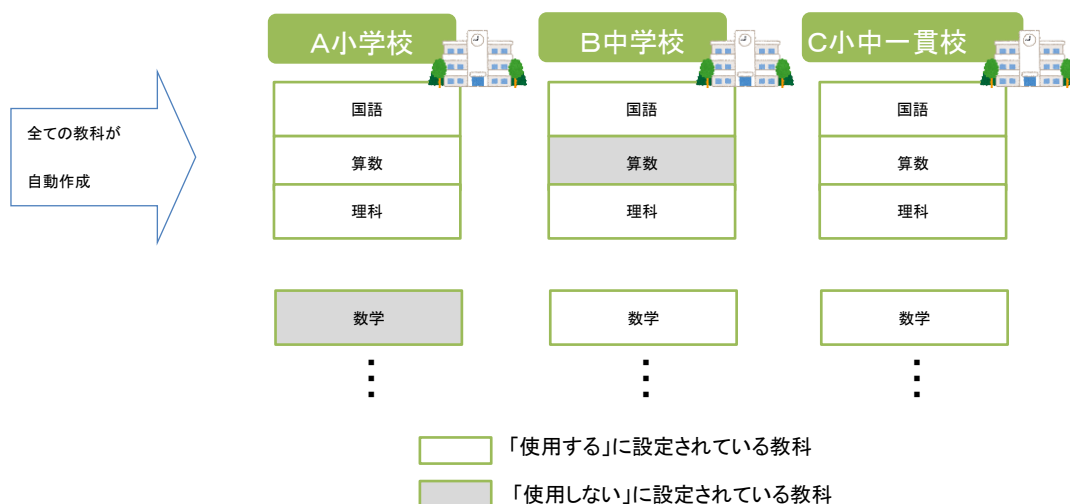 A小学校
B中学校
C小中一貫校
全ての教科が
自動作成
国語
算数
理科
数学
国語
算数
理科
数学
国語
算数
理科
数学
「使用する」に設定されている教科
「使用しない」に設定されている教科